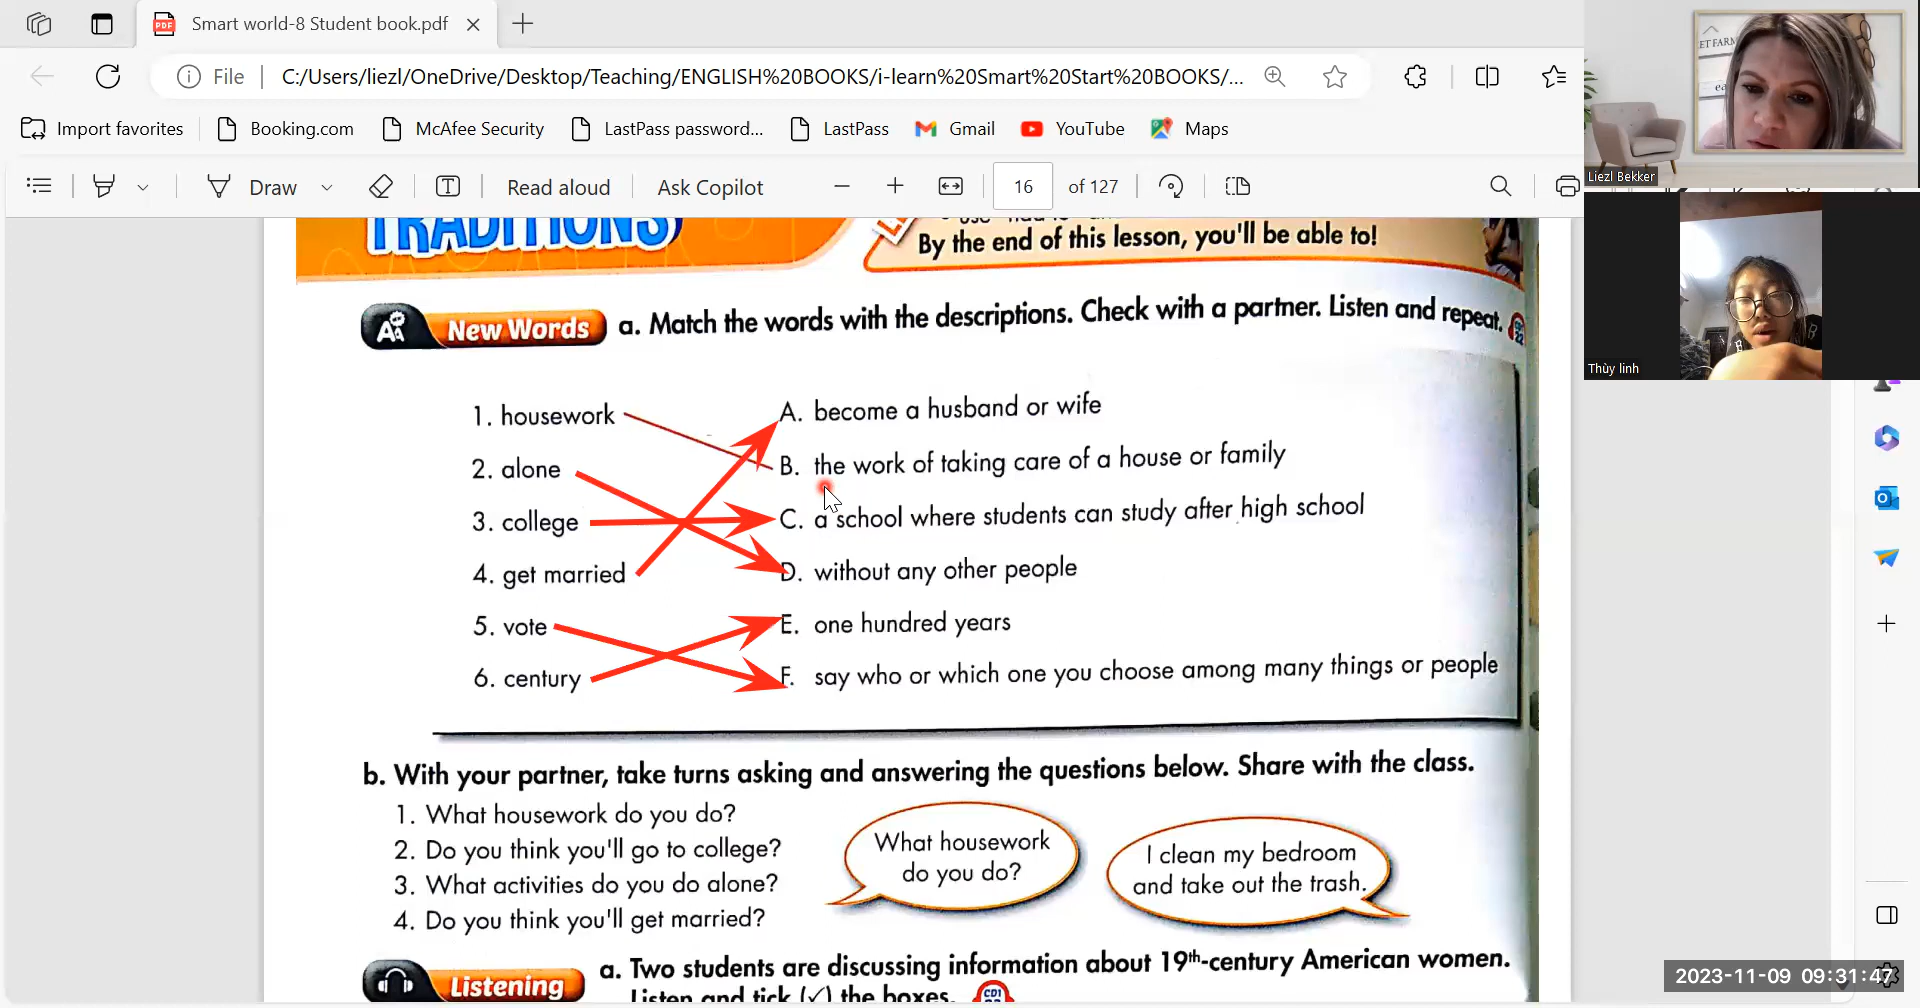 Smart world-8 Student book.pdf
File
C:/Users/liezl/OneDrive/Desktop/Teaching/ENGLISH%20BOOKS/i-learn%20Smart%20Start%20BOOKS/...
Import favorites
Booking.com
McAfee Security
LastPass password...
LastPass
Gmail
YouTube
Maps
Draw
Read aloud
Ask Copilot
16 of 127
Liezl Bekker
Thùy linh
TRADITIONS
By the end of this lesson, you'll be able to!
New Words
a. Match the words with the descriptions. Check with a partner. Listen and repeat.
1. housework
2. alone
3. college
4. get married
5. vote
6. century
A. become a husband or wife
B. the work of taking care of a house or family
C. a school where students can study after high school
D. without any other people
E. one hundred years
F. say who or which one you choose among many things or people
b. With your partner, take turns asking and answering the questions below. Share with the class.
1. What housework do you do?
2. Do you think you'll go to college?
3. What activities do you do alone?
4. Do you think you'll get married?
What housework
do you do?
I clean my bedroom
and take out the trash.
Listening
a. Two students are discussing information about 19th-century American women.
Listen and tick (✓) the boxes.
CD1
2023-11-09 09:31:47